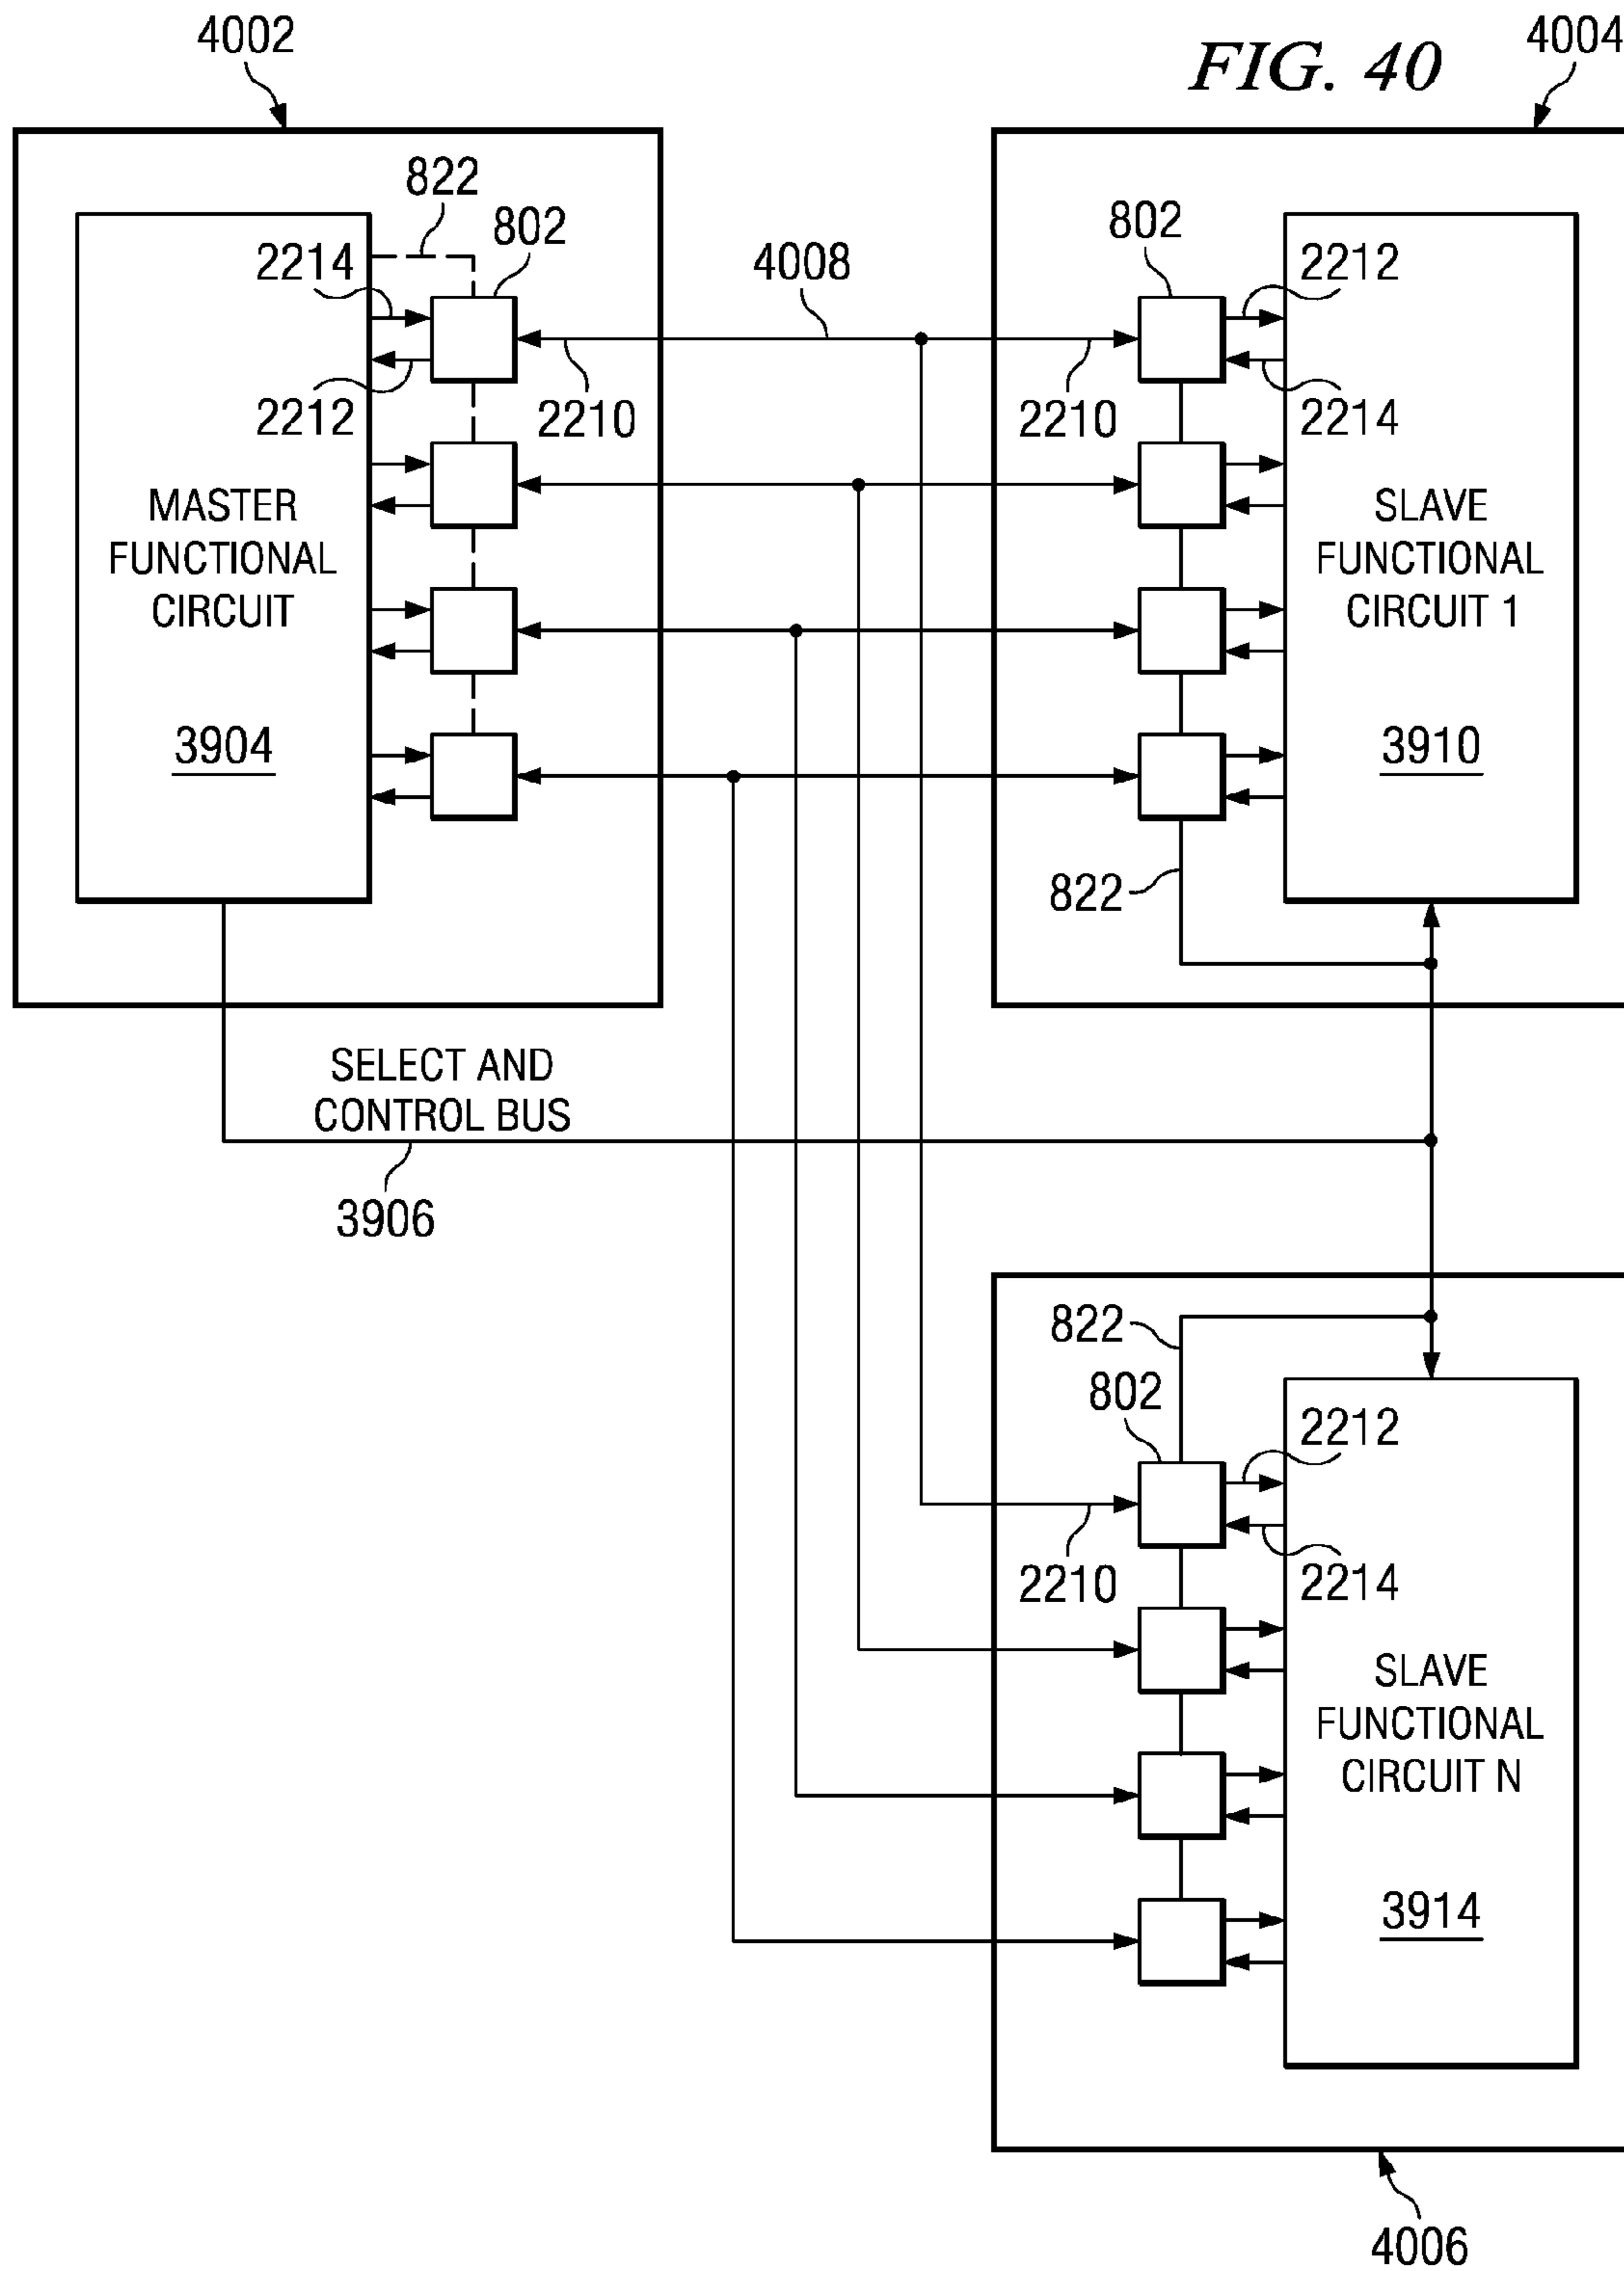 4002
FIG. 40
4004
822
802
2214
4008
802
2212
2212
2210
2210
2214
MASTER
FUNCTIONAL
CIRCUIT
3904
SLAVE
FUNCTIONAL
CIRCUIT 1
3910
822
SELECT AND
CONTROL BUS
3906
822
802
2212
2210
2214
SLAVE
FUNCTIONAL
CIRCUIT N
3914
4006